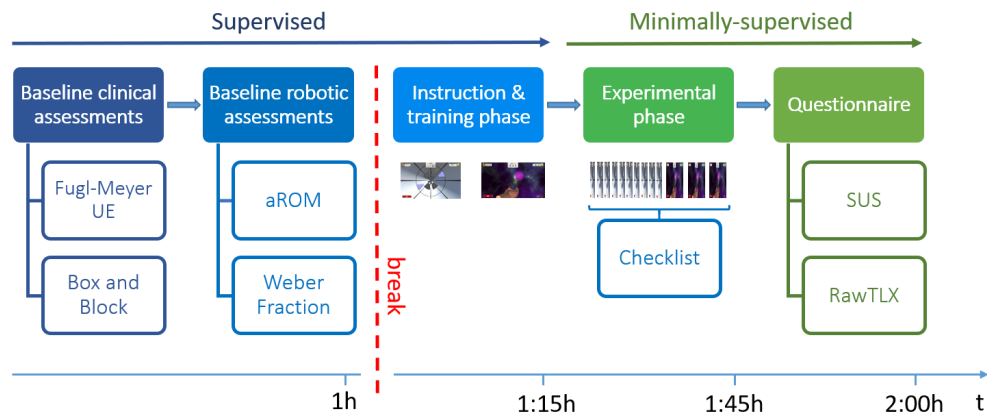 Supervised
Minimally-supervised
Baseline clinical
assessments
Baseline robotic
assessments
Instruction &
training phase
Experimental
phase
Questionnaire
Fugl-Meyer
UE
aROM
SUS
Checklist
Box and
Block
Weber
Fraction
RawTLX
break
1h
1:15h
1:45h
2:00h
t